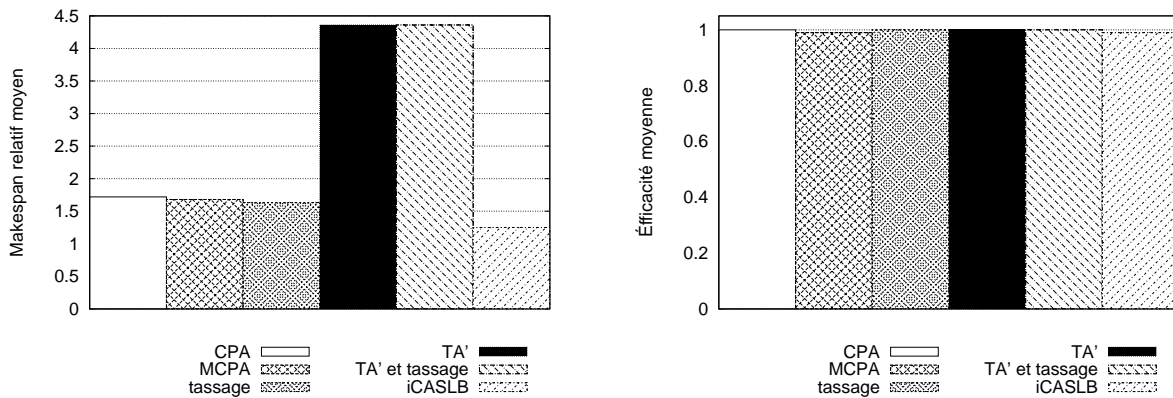 Makespan relatif moyen
4.5
4
3.5
3
2.5
2
1.5
1
0.5
0
CPA
MCPA
tassage
TA'
TA' et tassage
iCASLB
Éfficacité moyenne
1
0.8
0.6
0.4
0.2
0
CPA
MCPA
tassage
TA'
TA' et tassage
iCASLB